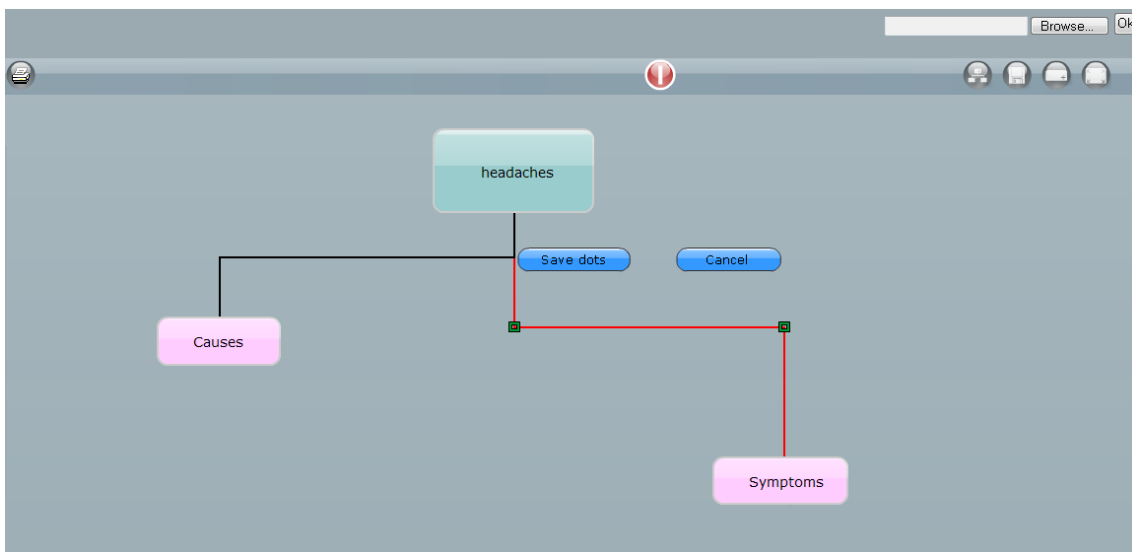 Browse...
Ok
headaches
Save dots
Cancel
Causes
Symptoms